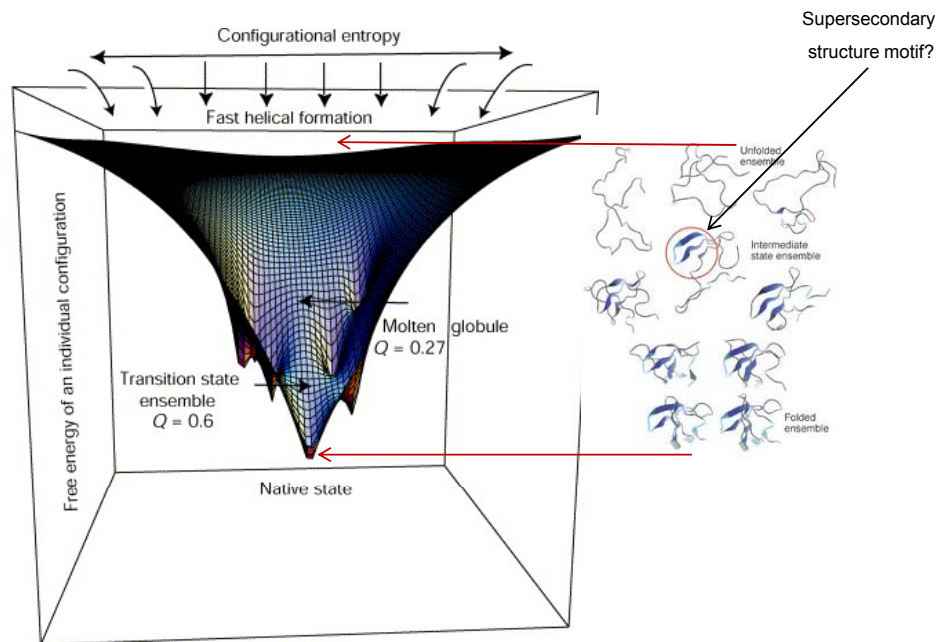 Supersecondary
structure motif?
Configurational entropy
Fast helical formation
Unfolded
ensemble
Free energy of an individual configuration
Intermediate
state ensemble
Molten globule
Q = 0.27
Transition state
ensemble
Q = 0.6
Folded
ensemble
Native state